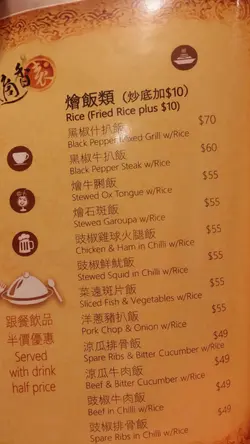 燴飯類 (炒底加$10)
Rice (Fried Rice plus $10)
黑椒什扒飯 $70
Black Pepper Mixed Grill w/Rice
黑椒牛扒飯 $60
Black Pepper Steak w/Rice
燴牛脷飯 $55
Stewed Ox Tongue w/Rice
燴石斑飯 $55
Stewed Garoupa w/Rice
豉椒雞球火腿飯 $55
Chicken & Ham in Chilli w/Rice
豉椒鮮魷飯 $55
Stewed Squid in Chilli w/Rice
菜遠斑片飯 $55
Sliced Fish & Vegetables w/Rice
洋蔥豬扒飯 $55
Pork Chop & Onion w/Rice
涼瓜排骨飯 $49
Spare Ribs & Bitter Cucumber w/Rice
涼瓜牛肉飯 $49
Beef & Bitter Cucumber w/Rice
豉椒牛肉飯 $49
Beef in Chilli w/Rice
豉椒排骨飯 $49
Spare Ribs in Chilli w/Rice
跟餐飲品
半價優惠
Served
with drink
half price